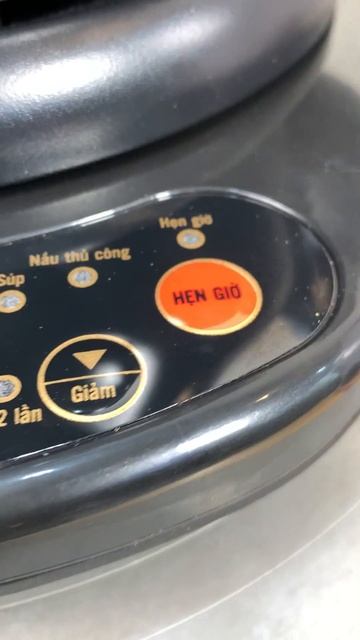 Hẹn giờ
Nấu thủ công
Súp
HẸN GIỜ
Giảm
2 lần